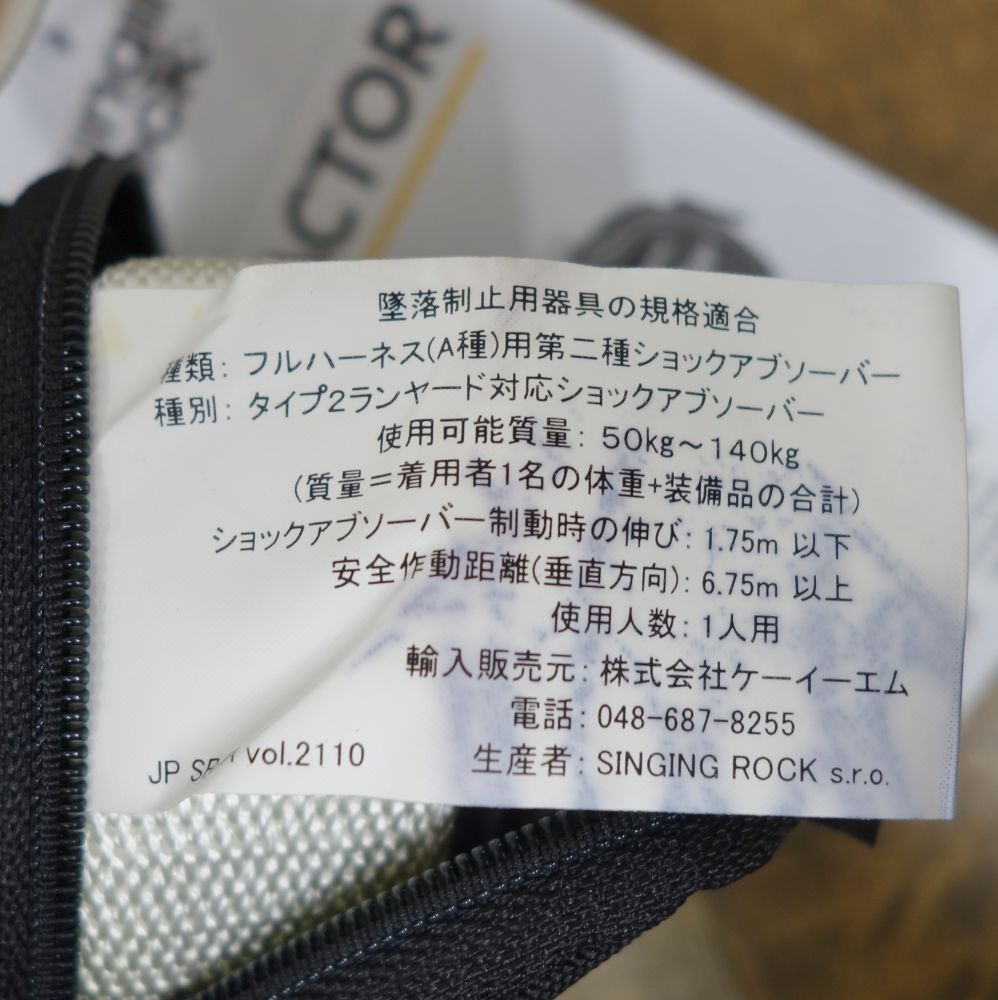 ACTOR
墜落制止用器具の規格適合
種類: フルハーネス(A種)用第二種ショックアブソーバー
種別: タイプ2ランヤード対応ショックアブソーバー
使用可能質量: 50kg～140kg
(質量=着用者1名の体重+装備品の合計)
ショックアブソーバー制動時の伸び: 1.75m 以下
安全作動距離(垂直方向): 6.75m 以上
使用人数: 1人用
輸入販売元: 株式会社ケーイーエム
電話: 048-687-8255
生産者: SINGING ROCK s.r.o.
JP vol.2110